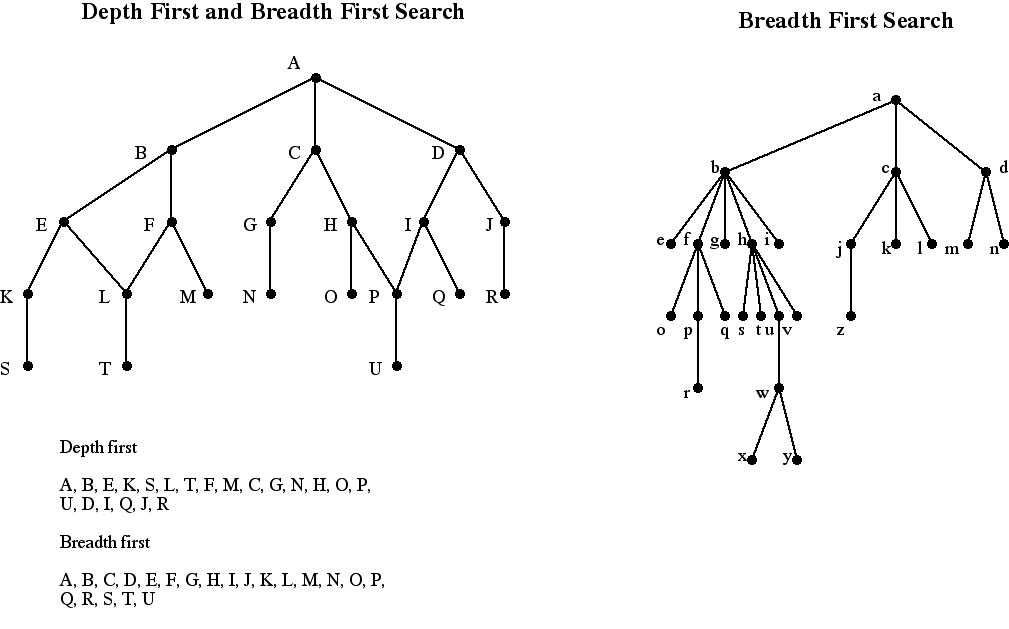 Depth First and Breadth First Search
A
B C D
E F G H I J
K L M N O P Q R
S T U
Depth first
A, B, E, K, S, L, T, F, M, C, G, N, H, O, P,
U, D, I, Q, J, R
Breadth first
A, B, C, D, E, F, G, H, I, J, K, L, M, N, O, P,
Q, R, S, T, U
Breadth First Search
a
b c d
e f g h i j k l m n
o p q s t u v z
r w
x y